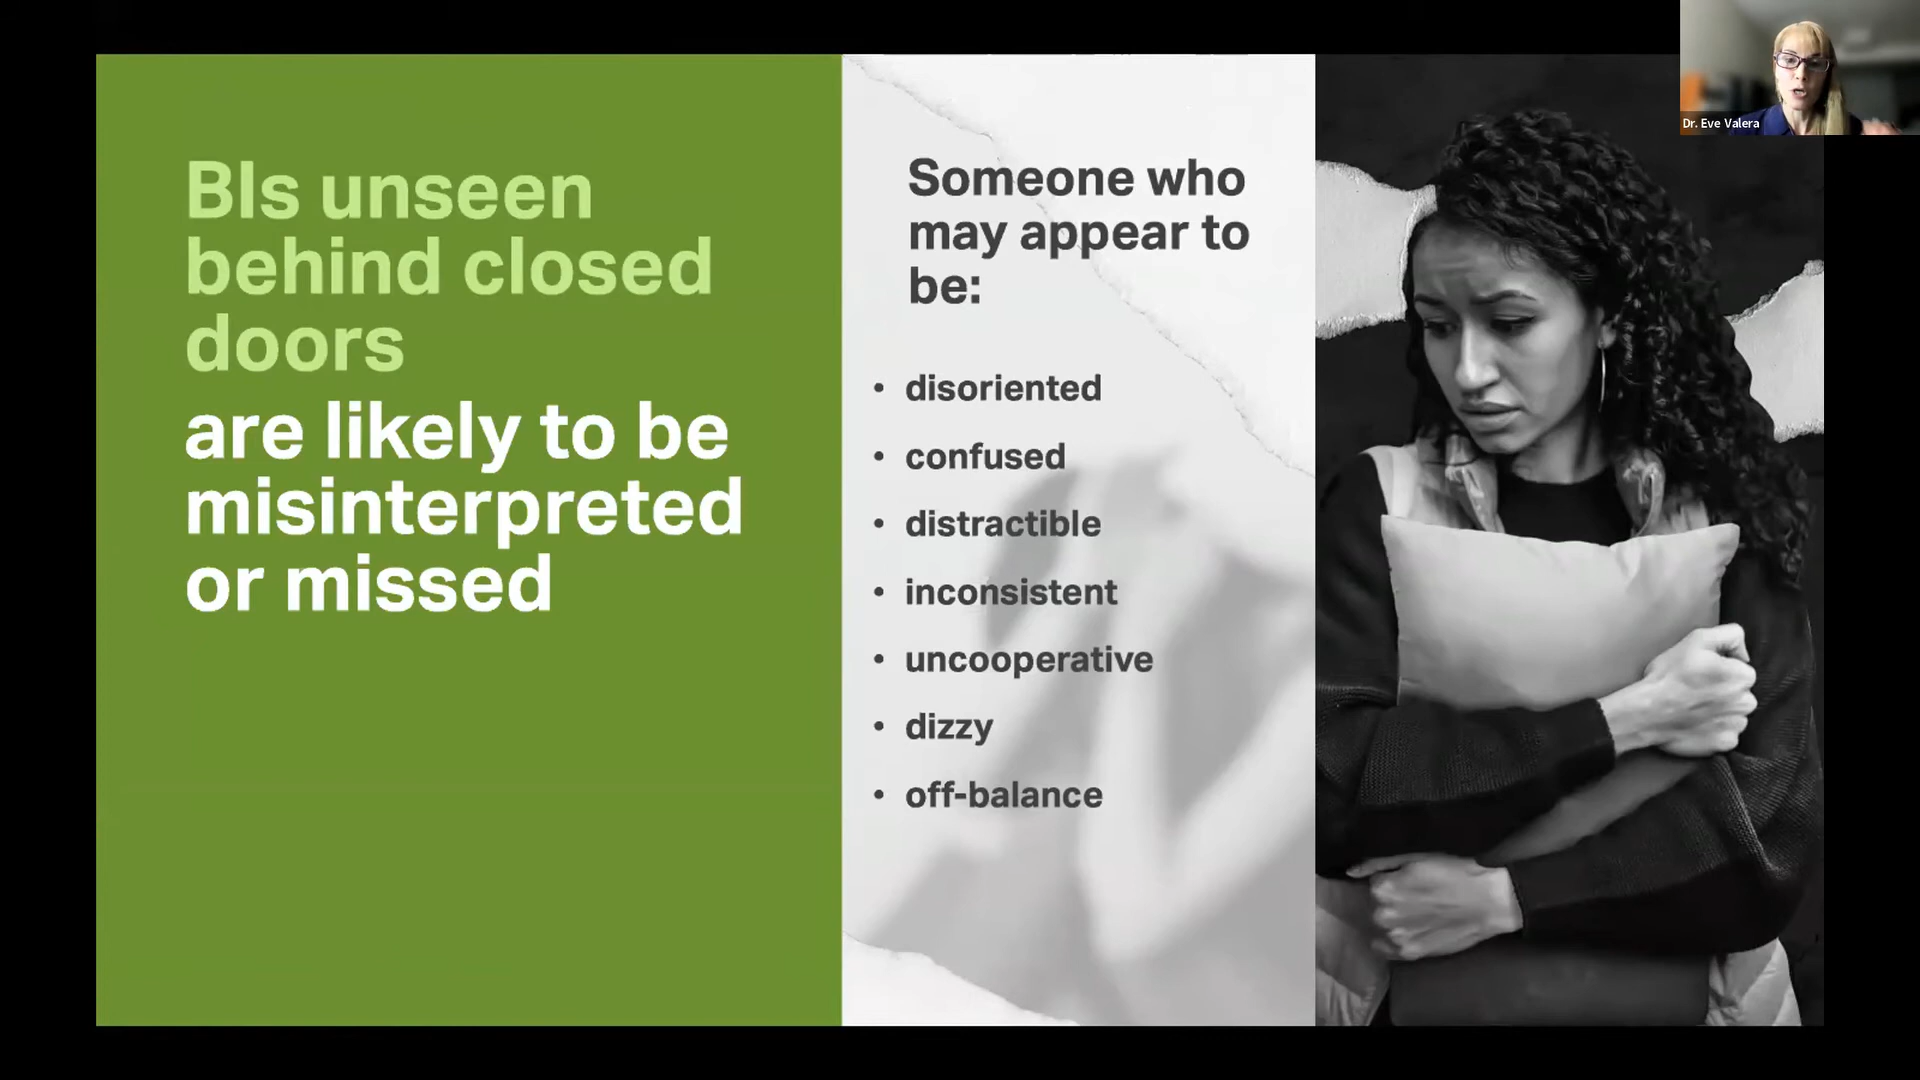 BIs unseen
behind closed
doors
are likely to be
misinterpreted
or missed
Someone who
may appear to
be:
• disoriented
• confused
• distractible
• inconsistent
• uncooperative
• dizzy
• off-balance
Dr. Eve Valera